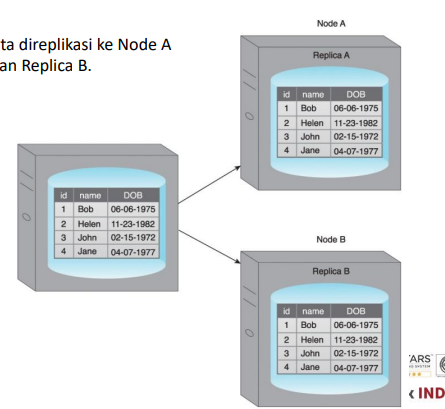 ta direplikasi ke Node A
an Replica B.
Node A
Replica A
id name DOB
1 Bob 06-06-1975
2 Helen 11-23-1982
3 John 02-15-1972
4 Jane 04-07-1977
id name DOB
1 Bob 06-06-1975
2 Helen 11-23-1982
3 John 02-15-1972
4 Jane 04-07-1977
Node B
Replica B
id name DOB
1 Bob 06-06-1975
2 Helen 11-23-1982
3 John 02-15-1972
4 Jane 04-07-1977
ARS
IND